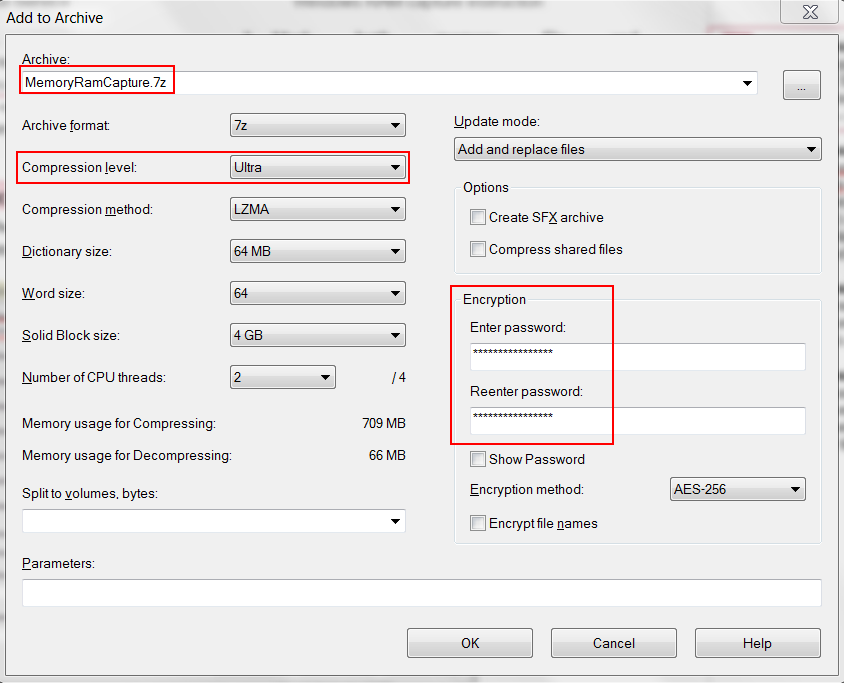 Add to Archive
Archive:
MemoryRamCapture.7z
...
Archive format:
7z
Compression level:
Ultra
Compression method:
LZMA
Dictionary size:
64 MB
Word size:
64
Solid Block size:
4 GB
Number of CPU threads:
2
/ 4
Memory usage for Compressing:
709 MB
Memory usage for Decompressing:
66 MB
Split to volumes, bytes:
Parameters:
Update mode:
Add and replace files
Options
Create SFX archive
Compress shared files
Encryption
Enter password:
****************
Reenter password:
****************
Show Password
Encryption method:
AES-256
Encrypt file names
OK
Cancel
Help